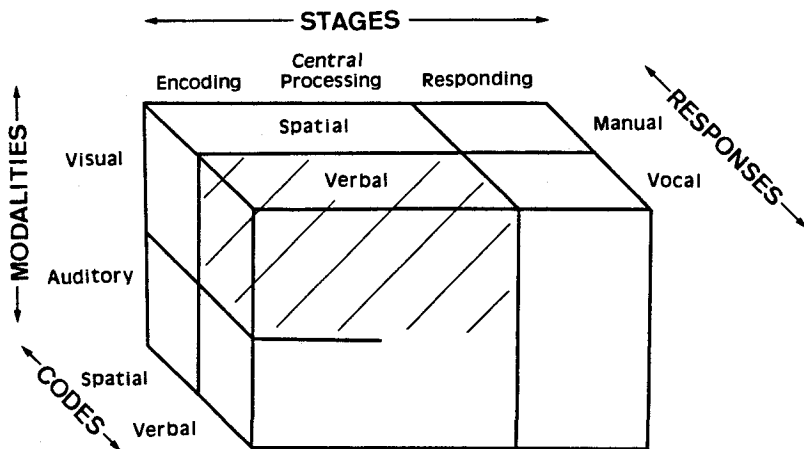 STAGES
Central
Encoding Processing Responding
Spatial
Manual
Visual
Verbal
Vocal
RESPONSES
MODALITIES
Auditory
Spatial
Verbal
CODES